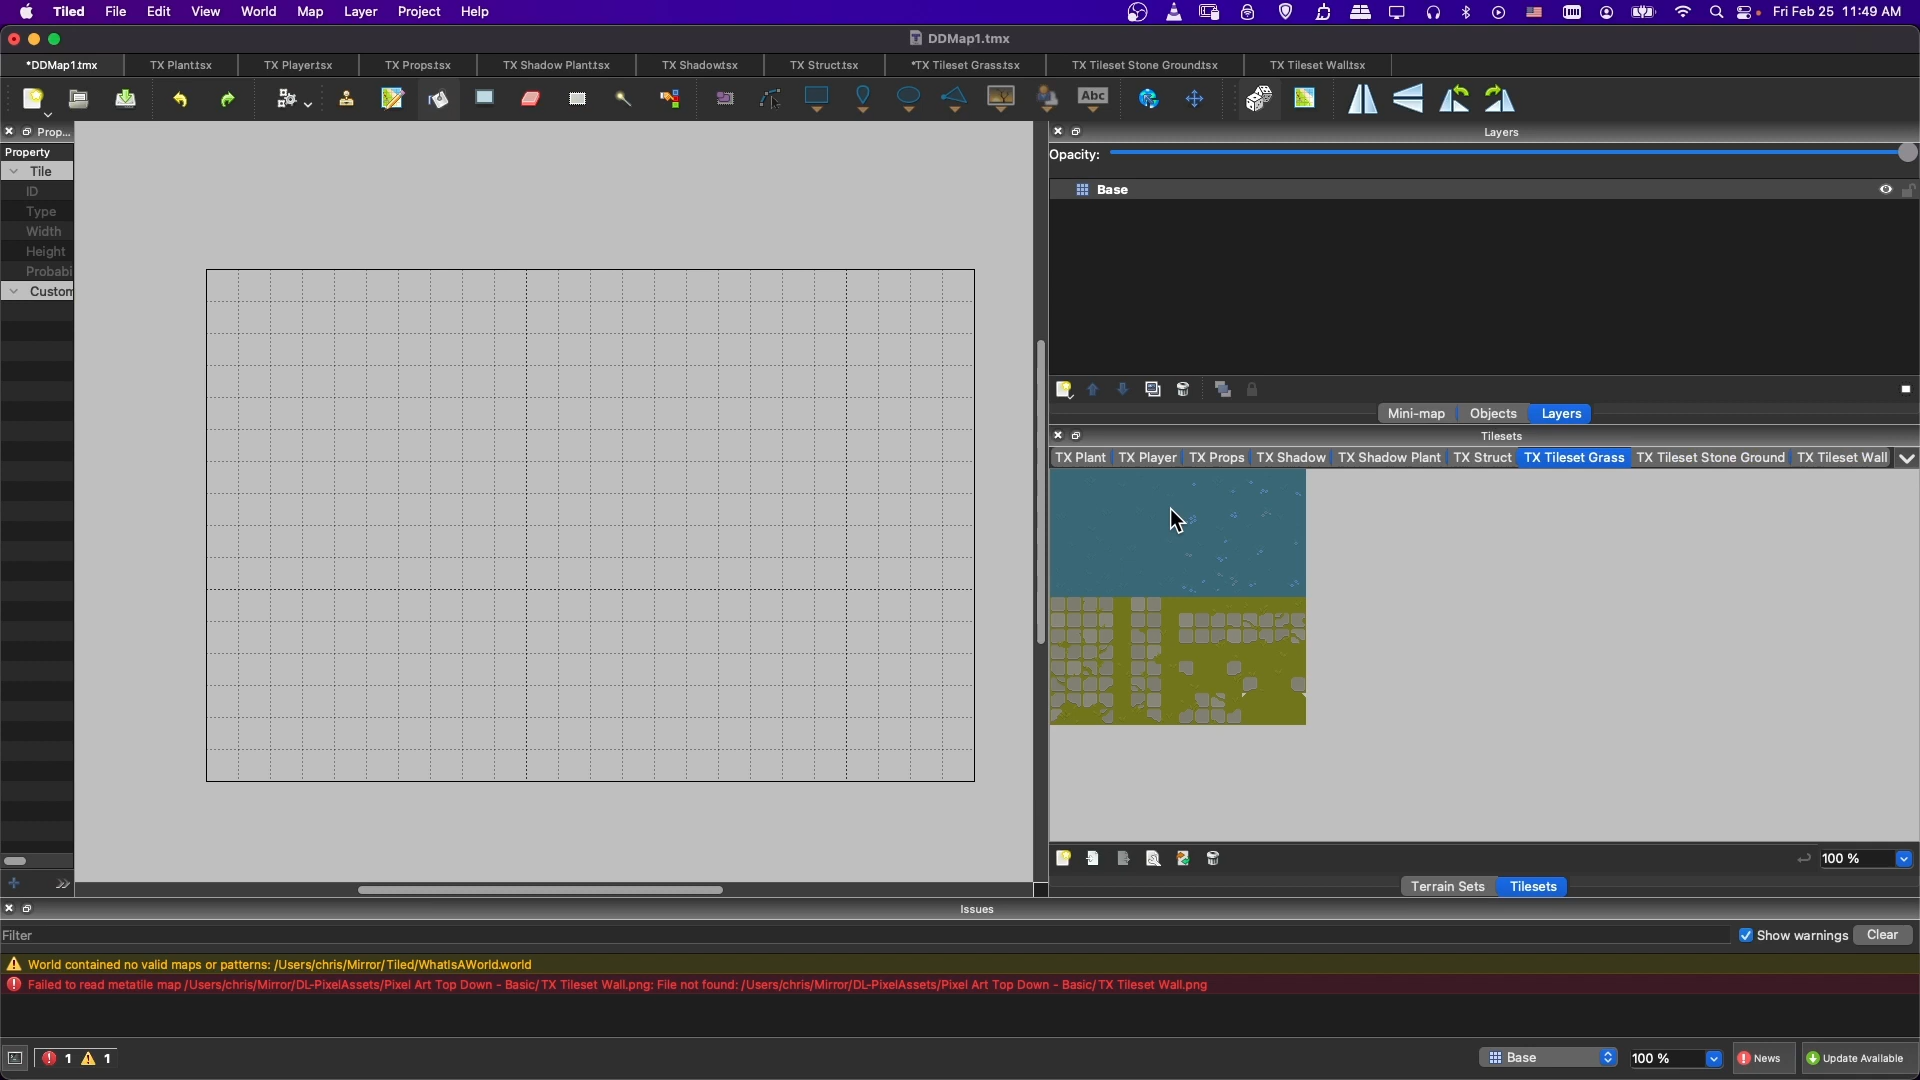 Tiled File Edit View World Map Layer Project Help Fri Feb 25 11:49 AM
DDMap1.tmx
*DDMap1.tmx TX Plant.tsx TX Player.tsx TX Props.tsx TX Shadow Plant.tsx TX Shadow.tsx TX Struct.tsx *TX Tileset Grass.tsx TX Tileset Stone Ground.tsx TX Tileset Wall.tsx
Abc
Prop...
Property
Tile
ID
Type
Width
Height
Probabi
Custom
Layers
Opacity:
Base
Mini-map Objects Layers
Tilesets
TX Plant TX Player TX Props TX Shadow TX Shadow Plant TX Struct TX Tileset Grass TX Tileset Stone Ground TX Tileset Wall
100 %
Terrain Sets Tilesets
Issues
Filter
Show warnings Clear
World contained no valid maps or patterns: /Users/chris/Mirror/Tiled/WhatIsAWorld.world
Failed to read metatile map /Users/chris/Mirror/DL-PixelAssets/Pixel Art Top Down - Basic/TX Tileset Wall.png: File not found: /Users/chris/Mirror/DL-PixelAssets/Pixel Art Top Down - Basic/TX Tileset Wall.png
1 1
Base 100 % News Update Available